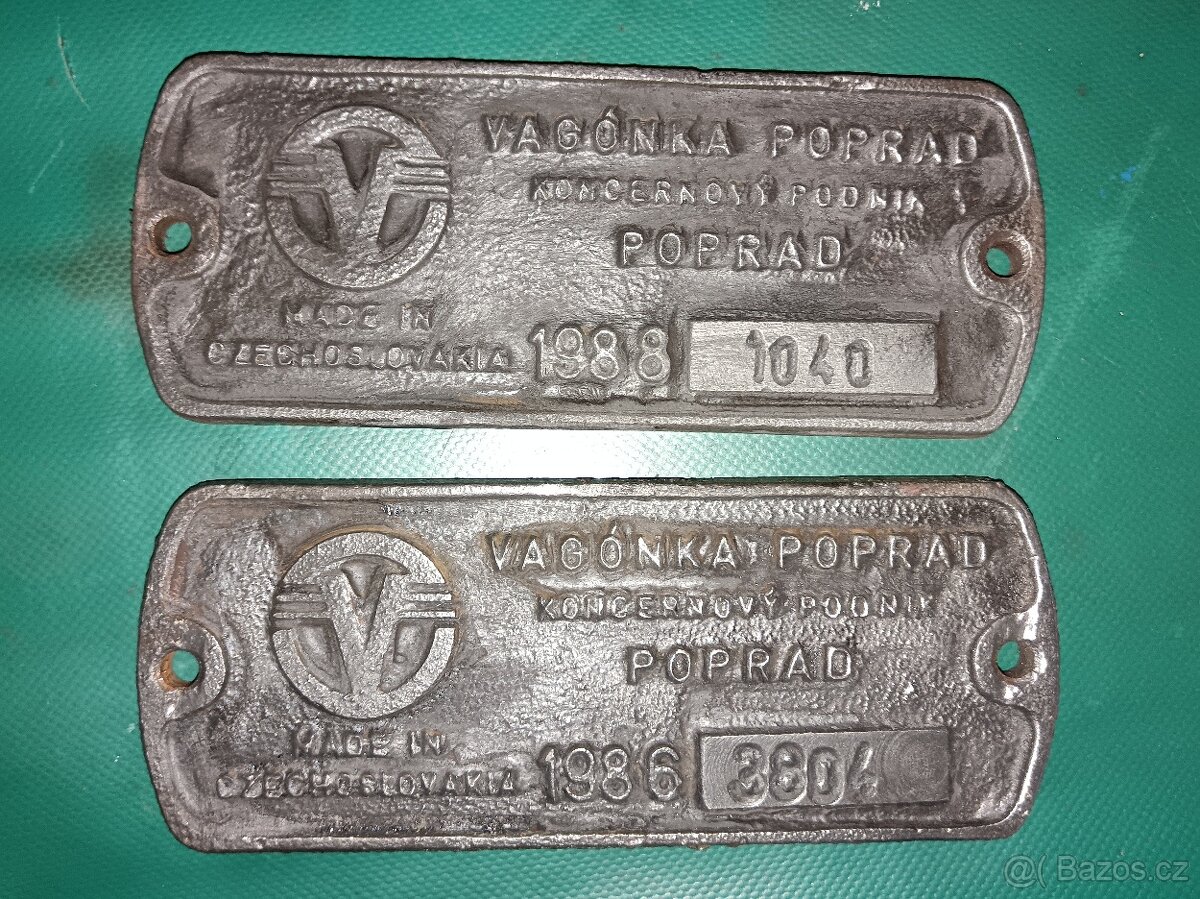 V
VAGÓNKA POPRAD
KONCERNOVÝ PODNIK
POPRAD
MADE IN
CZECHOSLOVAKIA
1988 1040
V
VAGÓNKA POPRAD
KONCERNOVÝ PODNIK
POPRAD
MADE IN
CZECHOSLOVAKIA
1986 3804
@( Bazos.cz